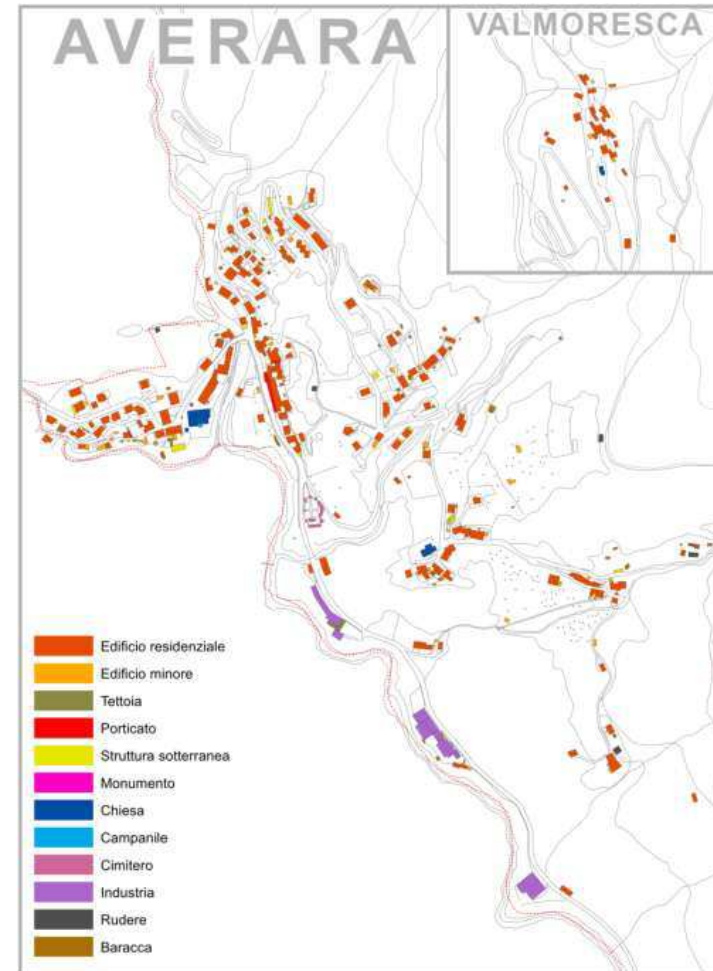 AVERARA
VALMORESCA
Edificio residenziale
Edificio minore
Tettoia
Porticato
Struttura sotterranea
Monumento
Chiesa
Campanile
Cimitero
Industria
Rudere
Baracca